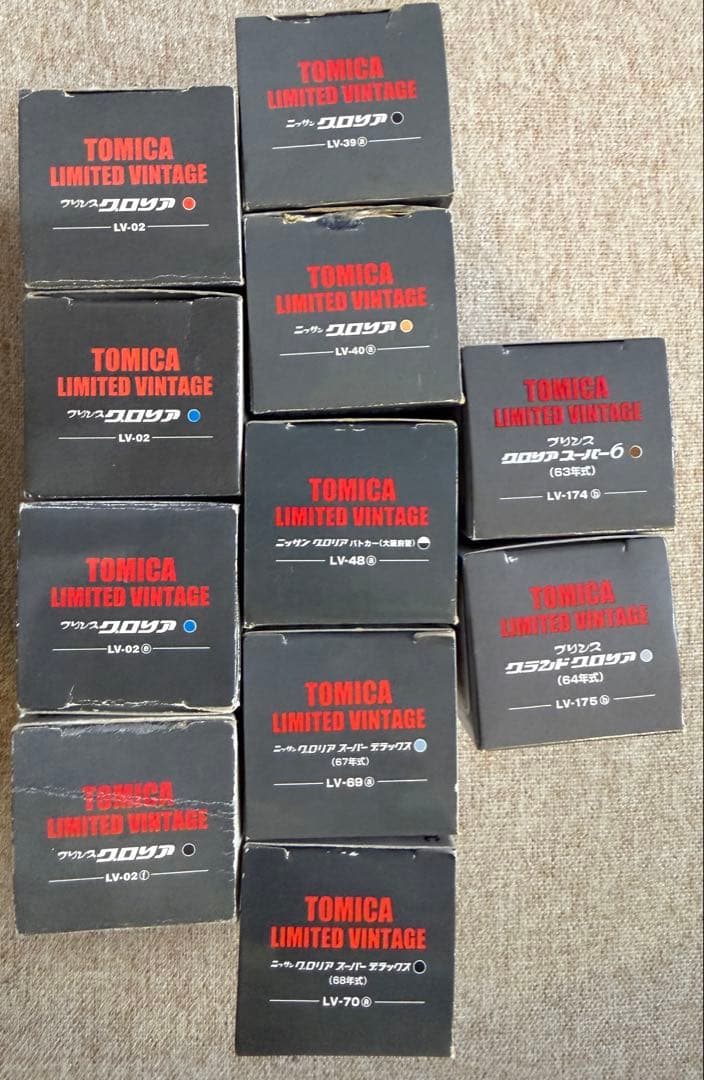 TOMICA
LIMITED VINTAGE
プリンスグロリア
LV-02
TOMICA
LIMITED VINTAGE
プリンスグロリア
LV-02
TOMICA
LIMITED VINTAGE
プリンスグロリア
LV-02ⓔ
TOMICA
LIMITED VINTAGE
プリンスグロリア
LV-02ⓕ
TOMICA
LIMITED VINTAGE
ニッサン グロリア
LV-39ⓐ
TOMICA
LIMITED VINTAGE
ニッサン グロリア
LV-40ⓐ
TOMICA
LIMITED VINTAGE
ニッサン グロリア パトカー(大阪府警)
LV-48ⓐ
TOMICA
LIMITED VINTAGE
ニッサン グロリア スーパー デラックス
(67年式)
LV-69ⓐ
TOMICA
LIMITED VINTAGE
ニッサン グロリア スーパー デラックス
(68年式)
LV-70ⓐ
TOMICA
LIMITED VINTAGE
プリンス
グロリア スーパー6
(63年式)
LV-174ⓑ
TOMICA
LIMITED VINTAGE
プリンス
グランド グロリア
(64年式)
LV-175ⓑ